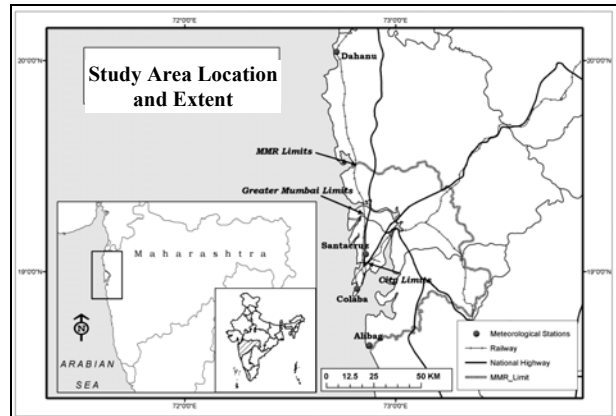 72°0'0"E
73°0'0"E
Study Area Location
and Extent
20°0'0"N
20°0'0"N
Dahanu
MMR Limits
Greater Mumbai Limits
Maharashtra
Santacruz
19°0'0"N
19°0'0"N
City Limits
Colaba
N
Alibag
ARABIAN
SEA
Meteorological Stations
Railway
National Highway
MMR_Limit
0 12.5 25 50 KM
72°0'0"E
73°0'0"E